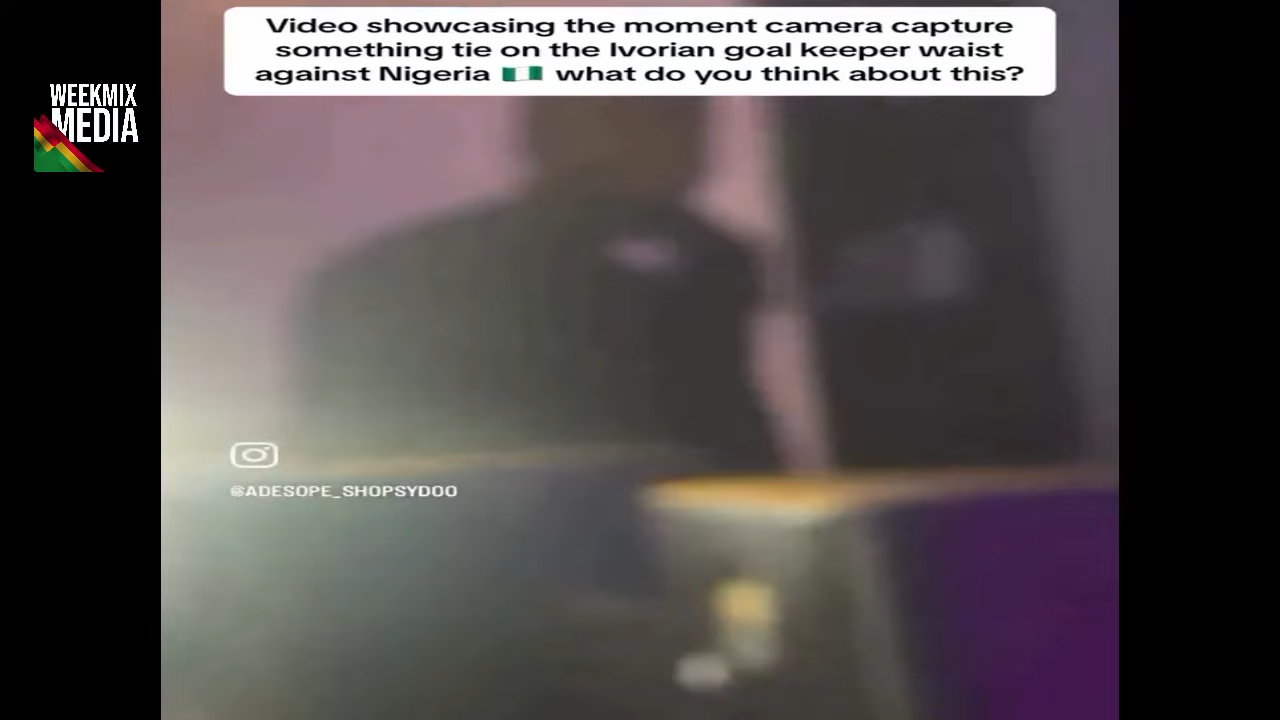 Video showcasing the moment camera capture
something tie on the Ivorian goal keeper waist
against Nigeria 🇳🇬 what do you think about this?
WEEKMIX
MEDIA
@ADESOPE_SHOPSYDOO